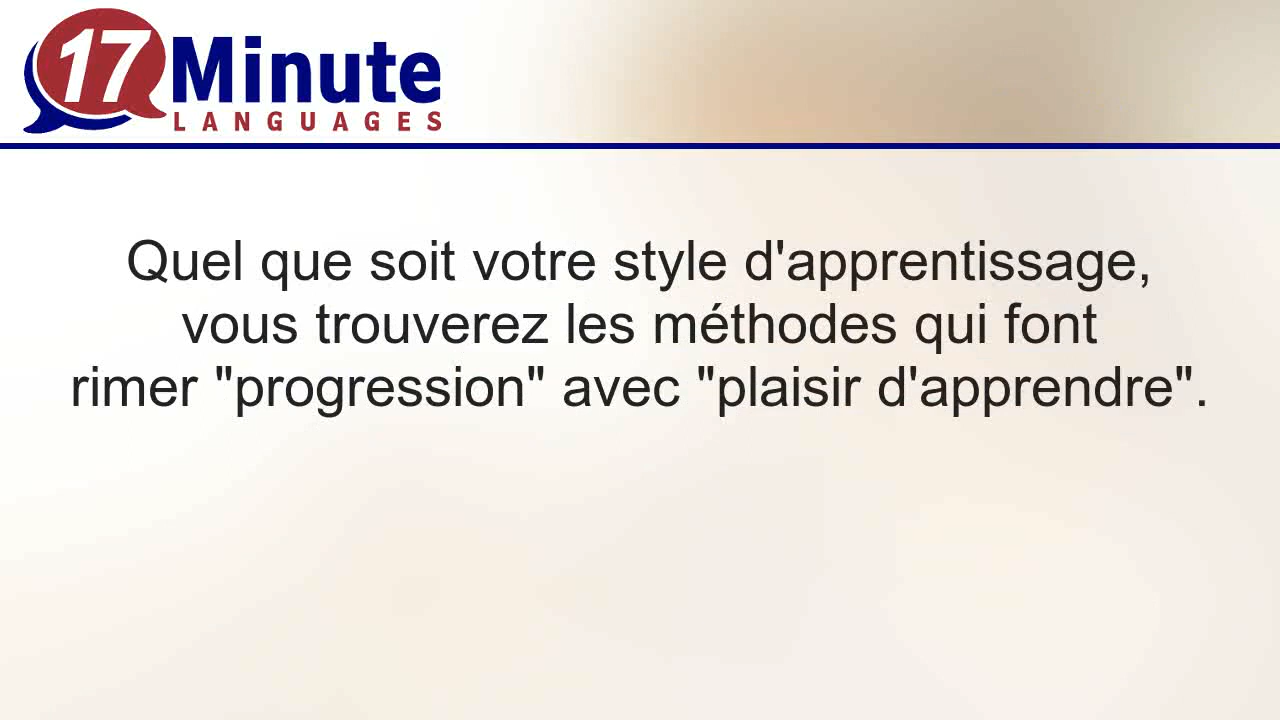 17 Minute
LANGUAGES
Quel que soit votre style d'apprentissage,
vous trouverez les méthodes qui font
rimer "progression" avec "plaisir d'apprendre".